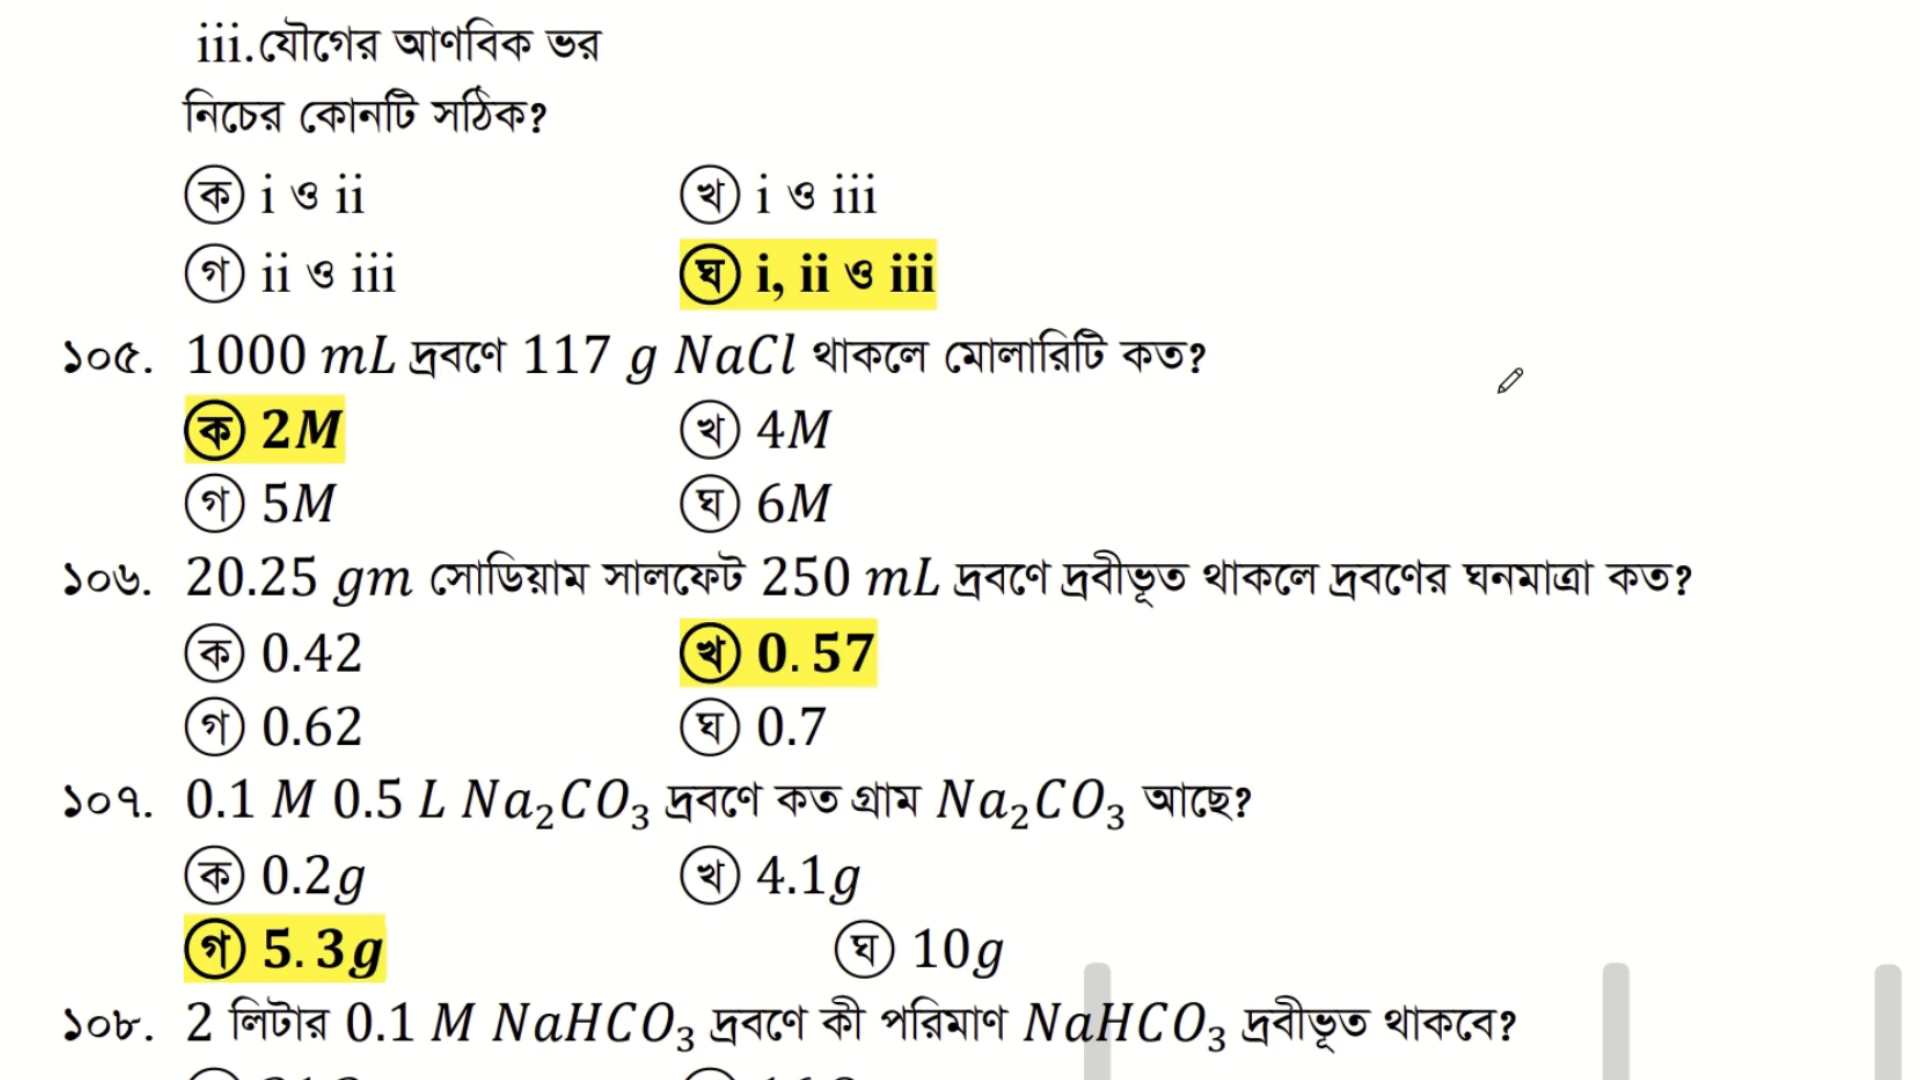 iii.যৌগের আণবিক ভর
নিচের কোনটি সঠিক?
ক i ও ii খ i ও iii
গ ii ও iii ঘ i, ii ও iii
১০৫. 1000 mL দ্রবণে 117 g NaCl থাকলে মোলারিটি কত?
ক 2M খ 4M
গ 5M ঘ 6M
১০৬. 20.25 gm সোডিয়াম সালফেট 250 mL দ্রবণে দ্রবীভূত থাকলে দ্রবণের ঘনমাত্রা কত?
ক 0.42 খ 0.57
গ 0.62 ঘ 0.7
১০৭. 0.1 M 0.5 L Na₂CO₃ দ্রবণে কত গ্রাম Na₂CO₃ আছে?
ক 0.2g খ 4.1g
গ 5.3g ঘ 10g
১০৮. 2 লিটার 0.1 M NaHCO₃ দ্রবণে কী পরিমাণ NaHCO₃ দ্রবীভূত থাকবে?